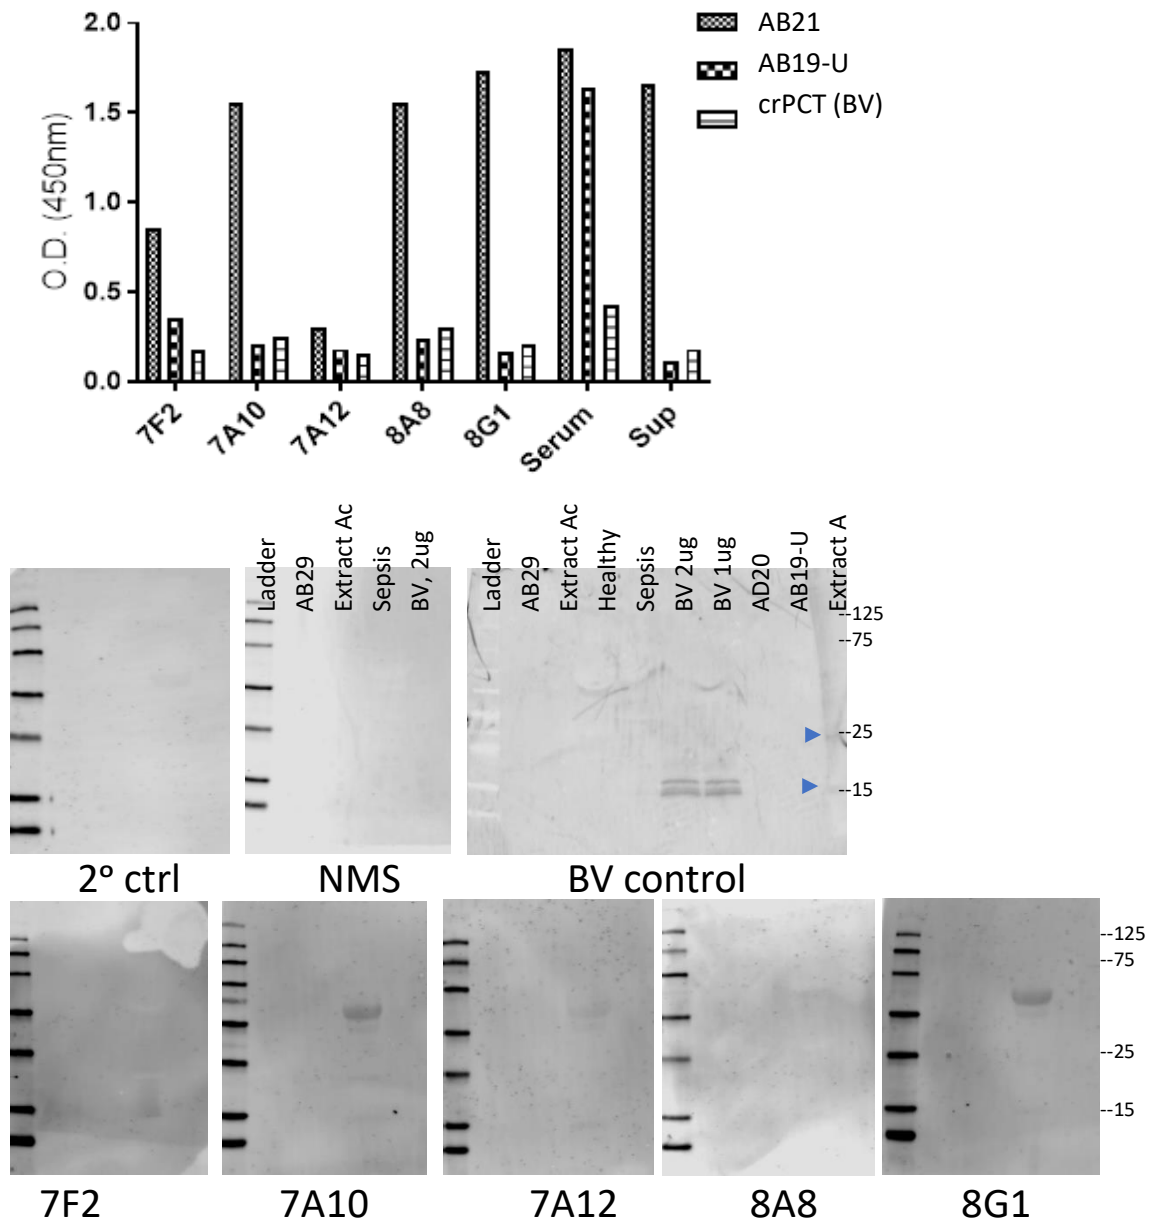 2.0
1.5
1.0
0.5
0.0
O.D. (450nm)
AB21
AB19-U
crPCT (BV)
7F2
7A10
7A12
8A8
8G1
Serum
Sup
Ladder
AB29
Extract Ac
Sepsis
BV, 2ug
Ladder
AB29
Extract Ac
Healthy
Sepsis
BV 2ug
BV 1ug
AD20
AB19-U
Extract A
--125
--75
--25
--15
2º ctrl
NMS
BV control
--125
--75
--25
--15
7F2
7A10
7A12
8A8
8G1